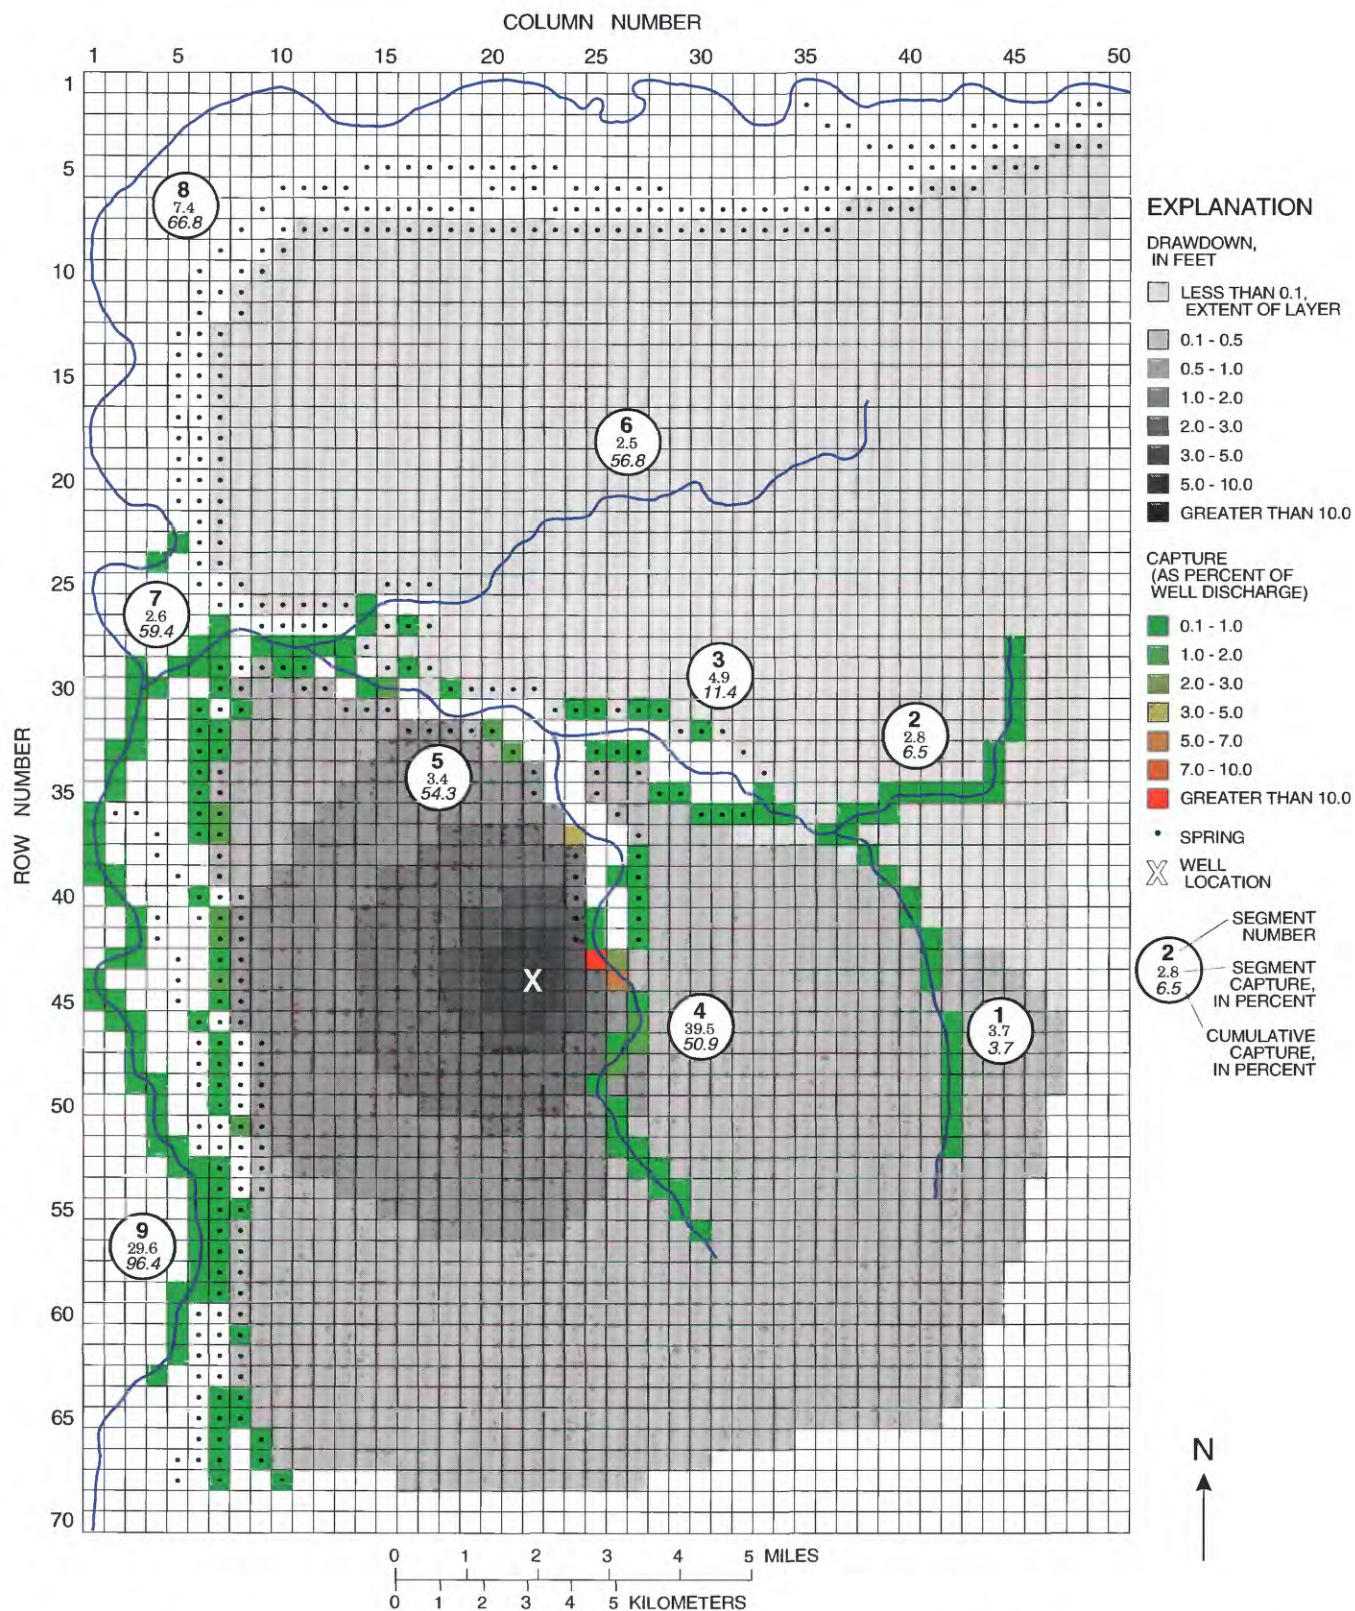 COLUMN NUMBER
1 5 10 15 20 25 30 35 40 45 50
ROW NUMBER
1
5
10
15
20
25
30
35
40
45
50
55
60
65
70
8
7.4
66.8
6
2.5
56.8
7
2.6
59.4
3
4.9
11.4
2
2.8
6.5
5
3.4
54.3
4
39.5
50.9
1
3.7
3.7
9
29.6
96.4
X
EXPLANATION
DRAWDOWN,
IN FEET
LESS THAN 0.1,
EXTENT OF LAYER
0.1 - 0.5
0.5 - 1.0
1.0 - 2.0
2.0 - 3.0
3.0 - 5.0
5.0 - 10.0
GREATER THAN 10.0
CAPTURE
(AS PERCENT OF
WELL DISCHARGE)
0.1 - 1.0
1.0 - 2.0
2.0 - 3.0
3.0 - 5.0
5.0 - 7.0
7.0 - 10.0
GREATER THAN 10.0
SPRING
X WELL
LOCATION
SEGMENT
NUMBER
2
2.8
6.5
SEGMENT
CAPTURE,
IN PERCENT
CUMULATIVE
CAPTURE,
IN PERCENT
N
0 1 2 3 4 5 MILES
0 1 2 3 4 5 KILOMETERS